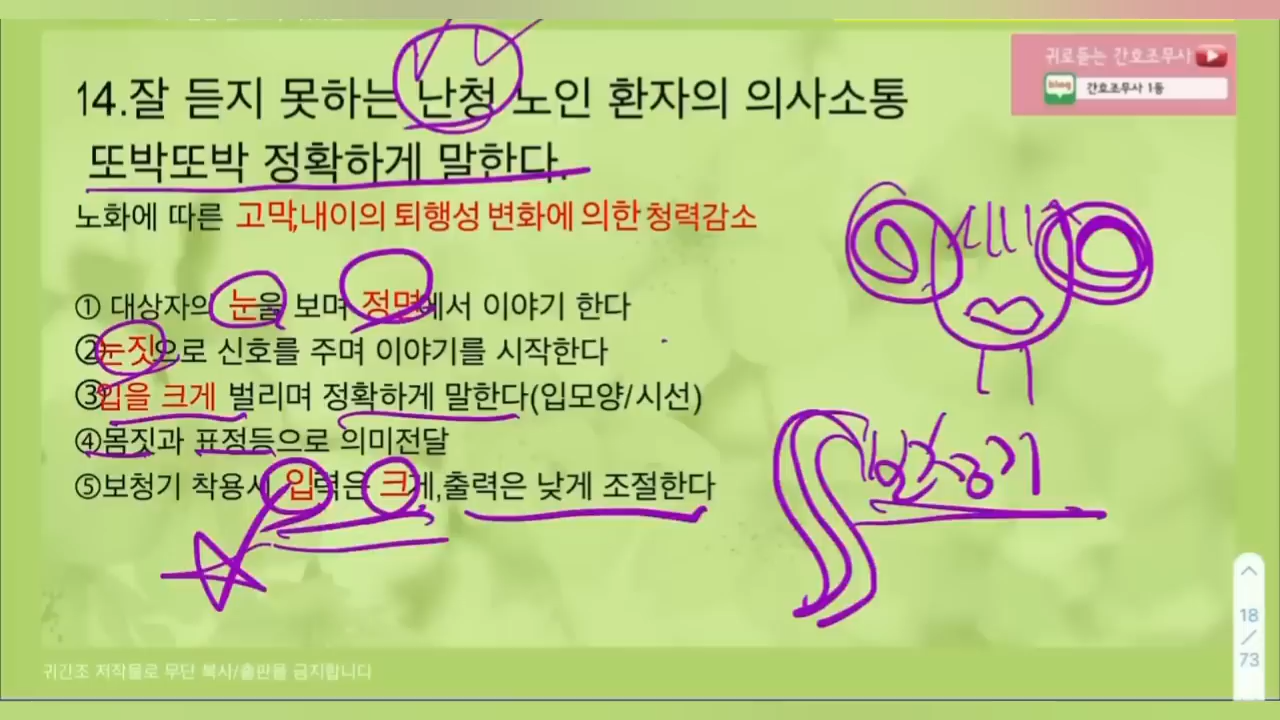 귀로듣는 간호조무사
blog 간호조무사 1등
14.잘 듣지 못하는 난청 노인 환자의 의사소통
또박또박 정확하게 말한다.
노화에 따른 고막,내이의 퇴행성 변화에 의한 청력감소
① 대상자의 눈을 보며 정면에서 이야기 한다
②눈짓으로 신호를 주며 이야기를 시작한다
③입을 크게 벌리며 정확하게 말한다(입모양/시선)
④몸짓과 표정등으로 의미전달
⑤보청기 착용시 입력은 크게,출력은 낮게 조절한다
18
/
73
귀간조 저작물로 무단 복사/출판을 금지합니다